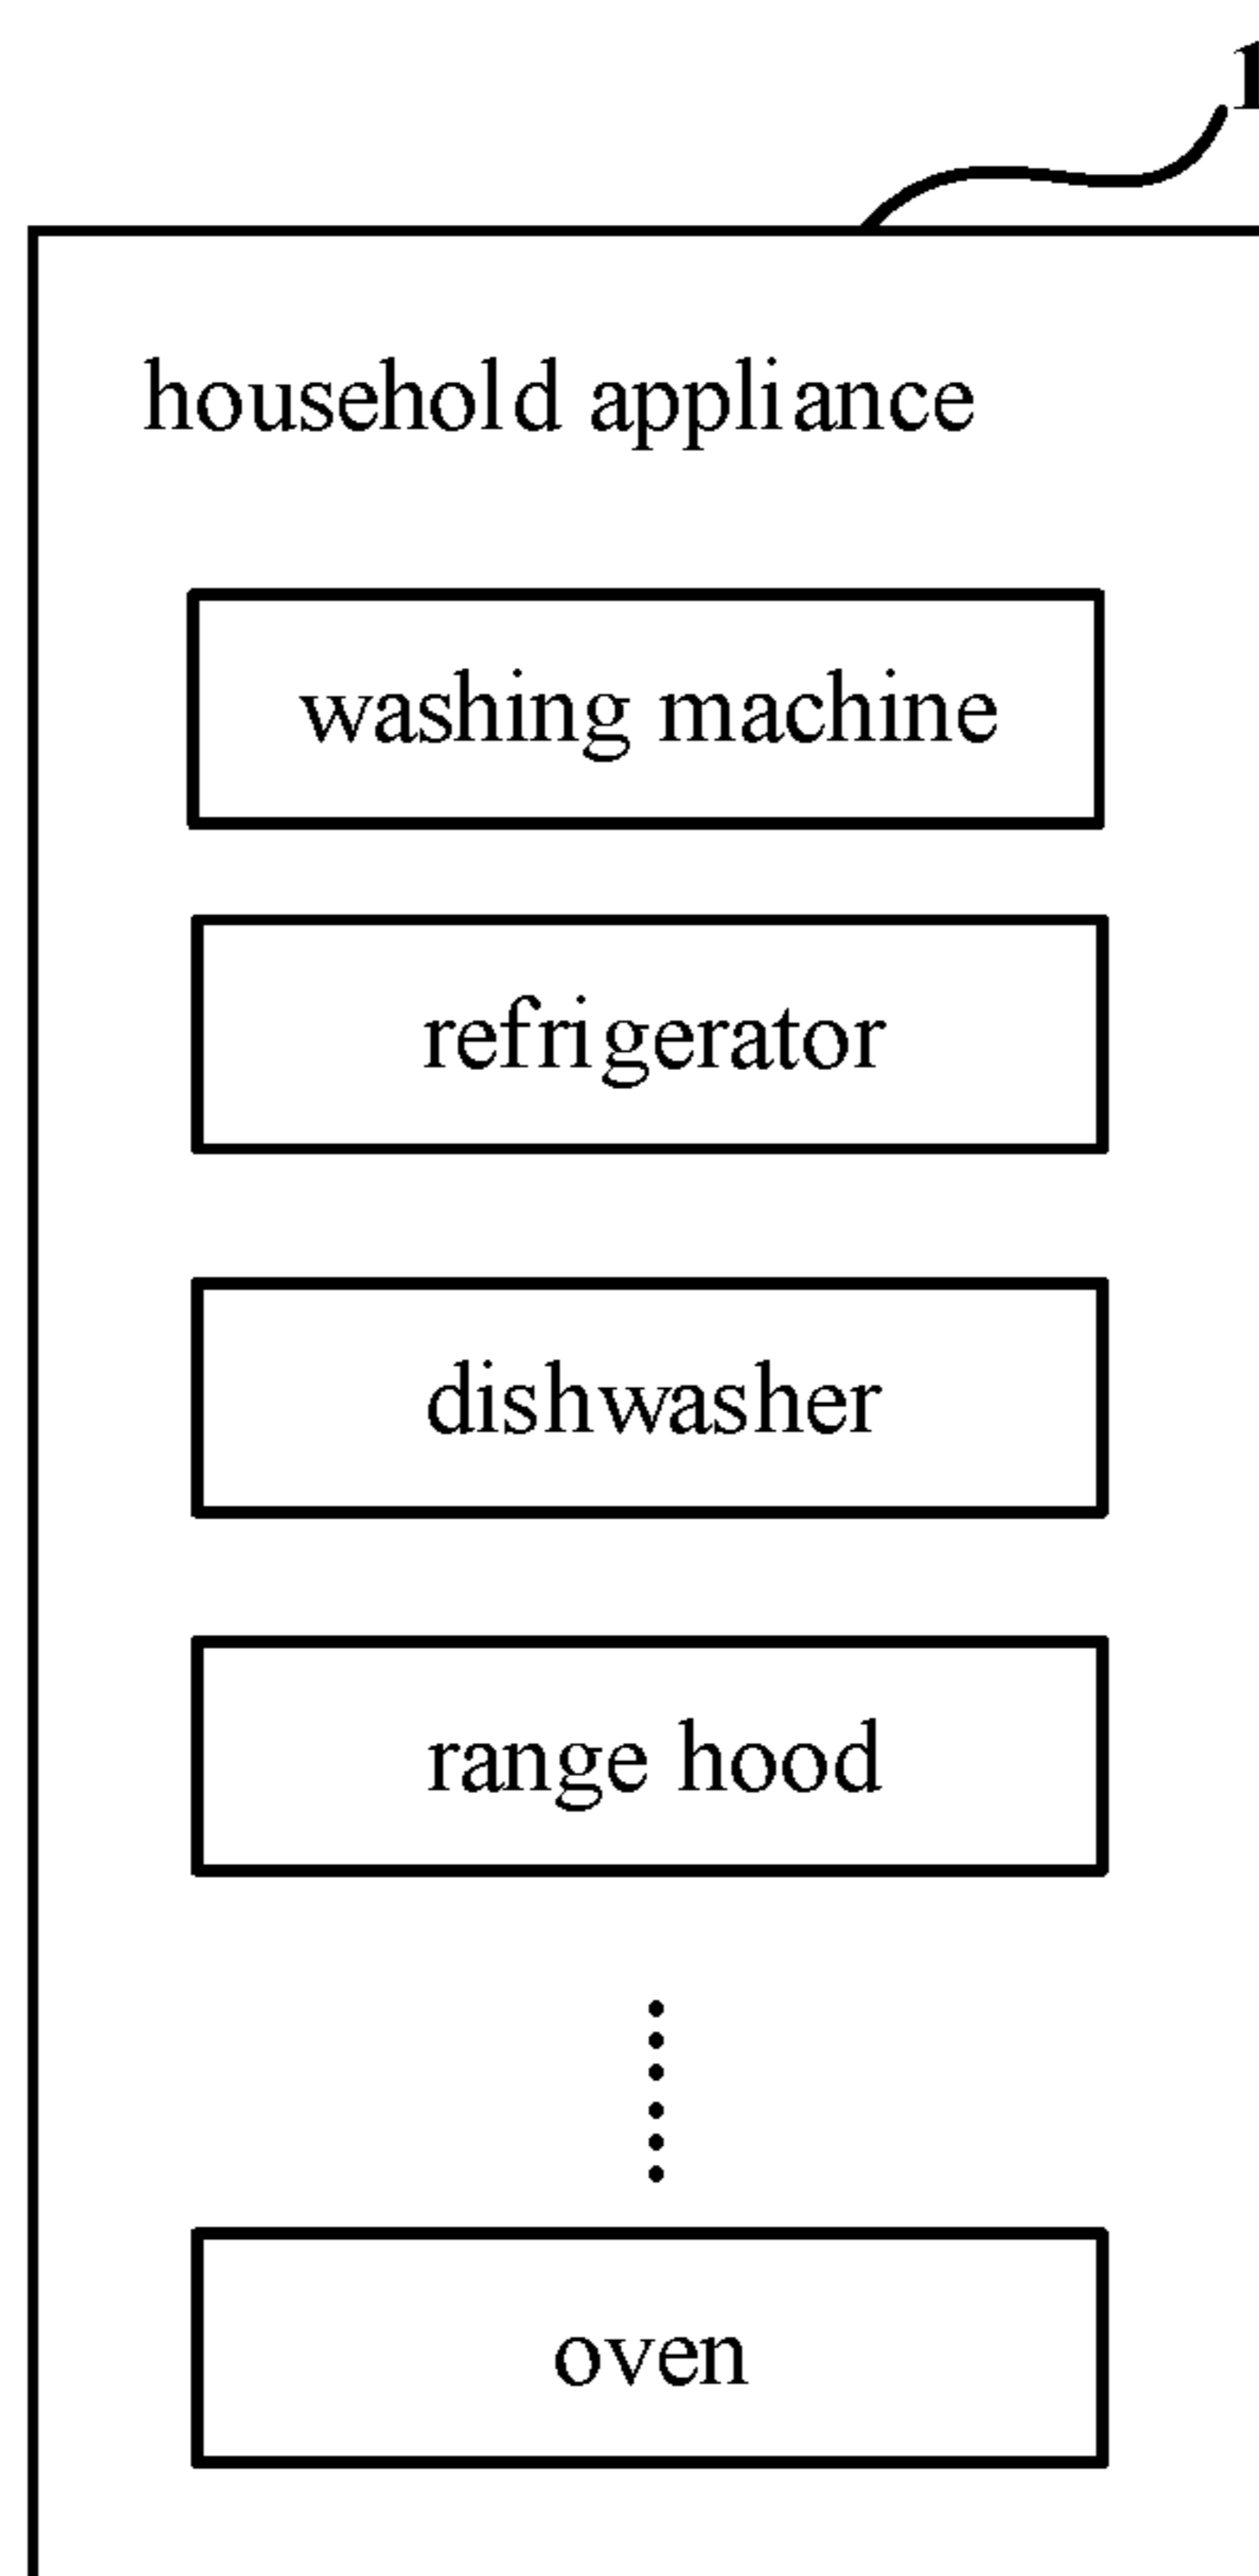 household appliance
washing machine
refrigerator
dishwasher
range hood
oven